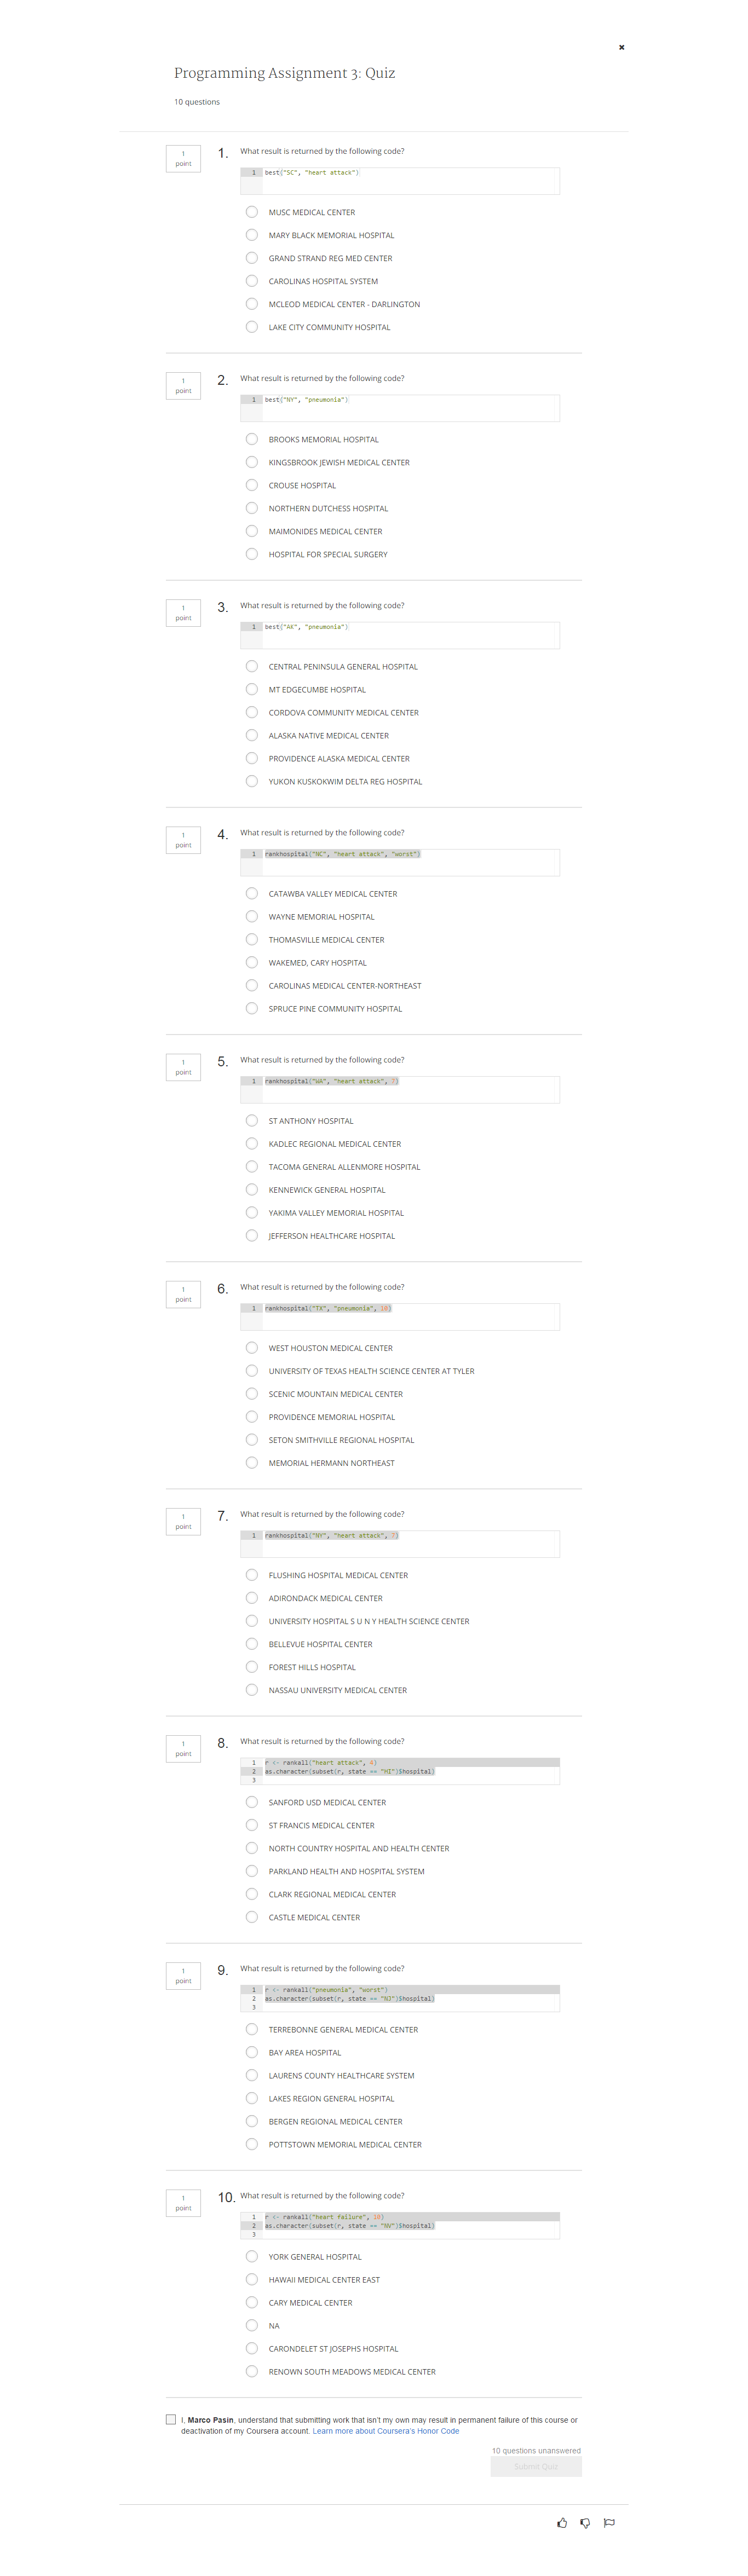 ×
Programming Assignment 3: Quiz
10 questions
1
point
1.
What result is returned by the following code?
1 best("SC", "heart attack")
MUSC MEDICAL CENTER
MARY BLACK MEMORIAL HOSPITAL
GRAND STRAND REG MED CENTER
CAROLINAS HOSPITAL SYSTEM
MCLEOD MEDICAL CENTER - DARLINGTON
LAKE CITY COMMUNITY HOSPITAL
1
point
2.
What result is returned by the following code?
1 best("NY", "pneumonia")
BROOKS MEMORIAL HOSPITAL
KINGSBROOK JEWISH MEDICAL CENTER
CROUSE HOSPITAL
NORTHERN DUTCHESS HOSPITAL
MAIMONIDES MEDICAL CENTER
HOSPITAL FOR SPECIAL SURGERY
1
point
3.
What result is returned by the following code?
1 best("AK", "pneumonia")
CENTRAL PENINSULA GENERAL HOSPITAL
MT EDGECUMBE HOSPITAL
CORDOVA COMMUNITY MEDICAL CENTER
ALASKA NATIVE MEDICAL CENTER
PROVIDENCE ALASKA MEDICAL CENTER
YUKON KUSKOKWIM DELTA REG HOSPITAL
1
point
4.
What result is returned by the following code?
1 rankhospital("NC", "heart attack", "worst")
CATAWBA VALLEY MEDICAL CENTER
WAYNE MEMORIAL HOSPITAL
THOMASVILLE MEDICAL CENTER
WAKEMED, CARY HOSPITAL
CAROLINAS MEDICAL CENTER-NORTHEAST
SPRUCE PINE COMMUNITY HOSPITAL
1
point
5.
What result is returned by the following code?
1 rankhospital("WA", "heart attack", 7)
ST ANTHONY HOSPITAL
KADLEC REGIONAL MEDICAL CENTER
TACOMA GENERAL ALLENMORE HOSPITAL
KENNEWICK GENERAL HOSPITAL
YAKIMA VALLEY MEMORIAL HOSPITAL
JEFFERSON HEALTHCARE HOSPITAL
1
point
6.
What result is returned by the following code?
1 rankhospital("TX", "pneumonia", 10)
WEST HOUSTON MEDICAL CENTER
UNIVERSITY OF TEXAS HEALTH SCIENCE CENTER AT TYLER
SCENIC MOUNTAIN MEDICAL CENTER
PROVIDENCE MEMORIAL HOSPITAL
SETON SMITHVILLE REGIONAL HOSPITAL
MEMORIAL HERMANN NORTHEAST
1
point
7.
What result is returned by the following code?
1 rankhospital("NY", "heart attack", 7)
FLUSHING HOSPITAL MEDICAL CENTER
ADIRONDACK MEDICAL CENTER
UNIVERSITY HOSPITAL S U N Y HEALTH SCIENCE CENTER
BELLEVUE HOSPITAL CENTER
FOREST HILLS HOSPITAL
NASSAU UNIVERSITY MEDICAL CENTER
1
point
8.
What result is returned by the following code?
1 r <- rankall("heart attack", 4)
2 as.character(subset(r, state == "HI")$hospital)
3
SANFORD USD MEDICAL CENTER
ST FRANCIS MEDICAL CENTER
NORTH COUNTRY HOSPITAL AND HEALTH CENTER
PARKLAND HEALTH AND HOSPITAL SYSTEM
CLARK REGIONAL MEDICAL CENTER
CASTLE MEDICAL CENTER
1
point
9.
What result is returned by the following code?
1 r <- rankall("pneumonia", "worst")
2 as.character(subset(r, state == "NJ")$hospital)
3
TERREBONNE GENERAL MEDICAL CENTER
BAY AREA HOSPITAL
LAURENS COUNTY HEALTHCARE SYSTEM
LAKES REGION GENERAL HOSPITAL
BERGEN REGIONAL MEDICAL CENTER
POTTSTOWN MEMORIAL MEDICAL CENTER
1
point
10.
What result is returned by the following code?
1 r <- rankall("heart failure", 10)
2 as.character(subset(r, state == "NV")$hospital)
3
YORK GENERAL HOSPITAL
HAWAII MEDICAL CENTER EAST
CARY MEDICAL CENTER
NA
CARONDELET ST JOSEPHS HOSPITAL
RENOWN SOUTH MEADOWS MEDICAL CENTER
I, Marco Pasin, understand that submitting work that isn't my own may result in permanent failure of this course or
deactivation of my Coursera account. Learn more about Coursera's Honor Code
10 questions unanswered
Submit Quiz